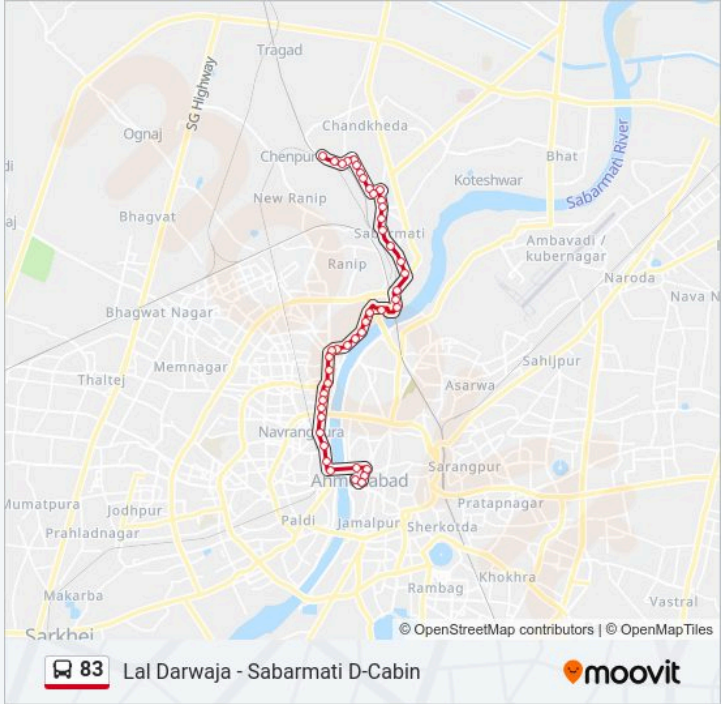 Tragad
SG Highway
Chandkheda
Ognaj
Chenpur
Bhat
Koteshwar
Sabarmati River
New Ranip
Bhagvat
Sabarmati
Ambavadi /
kubernagar
Ranip
Naroda
Nava N
Bhagwat Nagar
Memnagar
Sahijpur
Thaltej
Asarwa
Navrangpura
Sarangpur
Ahmedabad
Mumatpura
Jodhpur
Pratapnagar
Paldi
Jamalpur
Sherkotda
Prahladnagar
Khokhra
Rambag
Makarba
Vastral
Sarkhej
© OpenStreetMap contributors | © OpenMapTiles
83 Lal Darwaja - Sabarmati D-Cabin
moovit